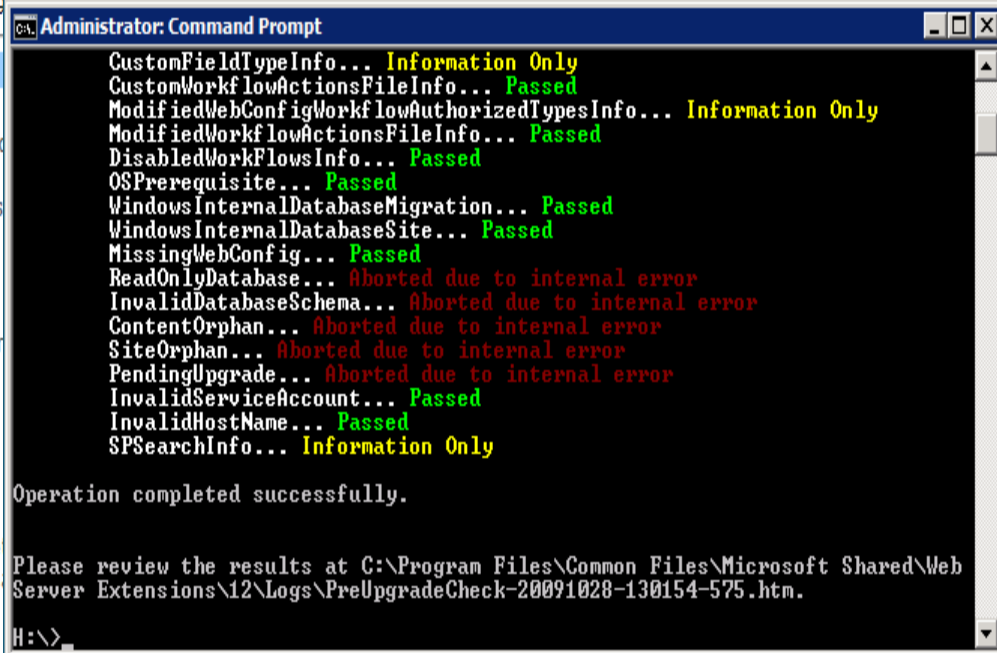 Administrator: Command Prompt
CustomFieldTypeInfo... Information Only
CustomWorkflowActionsFileInfo... Passed
ModifiedWebConfigWorkflowAuthorizedTypesInfo... Information Only
ModifiedWorkflowActionsFileInfo... Passed
DisabledWorkFlowsInfo... Passed
OSPrerequisite... Passed
WindowsInternalDatabaseMigration... Passed
WindowsInternalDatabaseSite... Passed
MissingWebConfig... Passed
ReadOnlyDatabase... Aborted due to internal error
InvalidDatabaseSchema... Aborted due to internal error
ContentOrphan... Aborted due to internal error
SiteOrphan... Aborted due to internal error
PendingUpgrade... Aborted due to internal error
InvalidServiceAccount... Passed
InvalidHostName... Passed
SPSearchInfo... Information Only
Operation completed successfully.
Please review the results at C:\Program Files\Common Files\Microsoft Shared\Web
Server Extensions\12\Logs\PreUpgradeCheck-20091028-130154-575.htm.
H:\>_